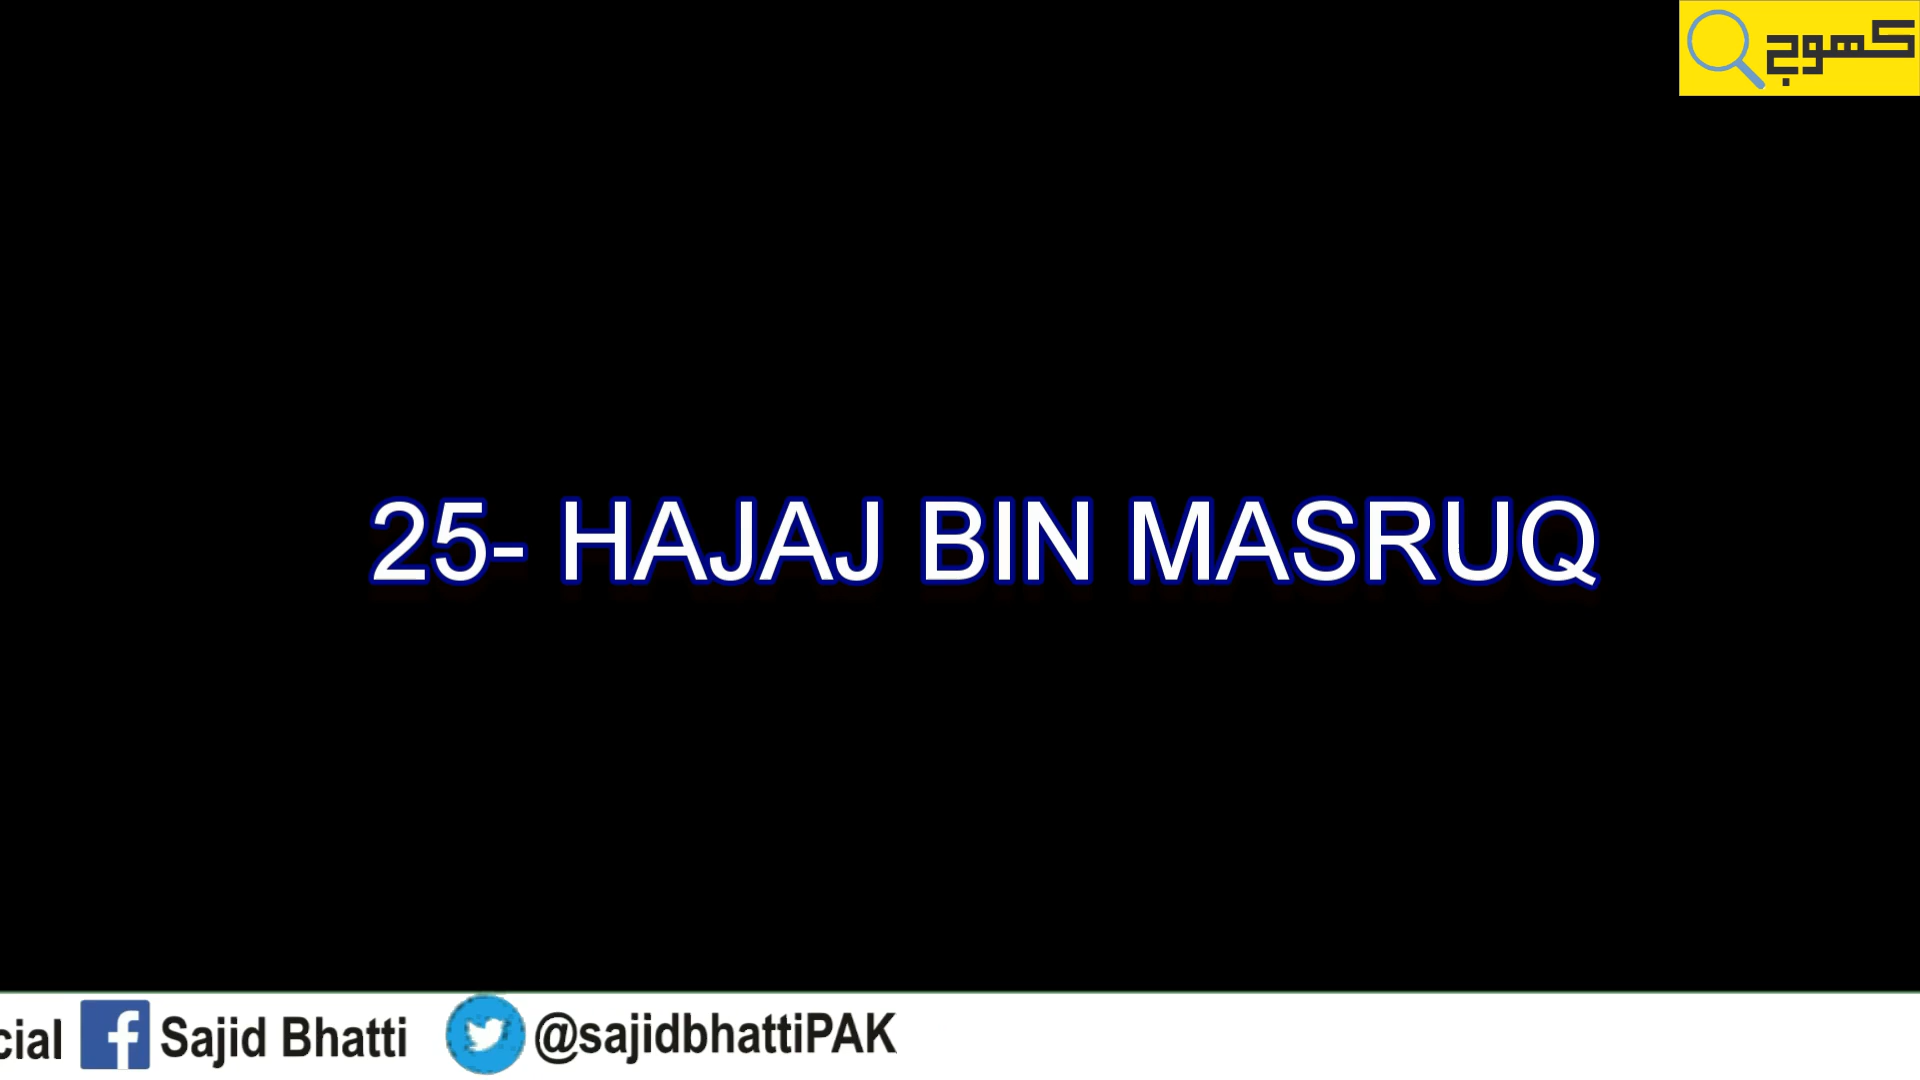 کھوج
25- HAJAJ BIN MASRUQ
cial Sajid Bhatti @sajidbhattiPAK